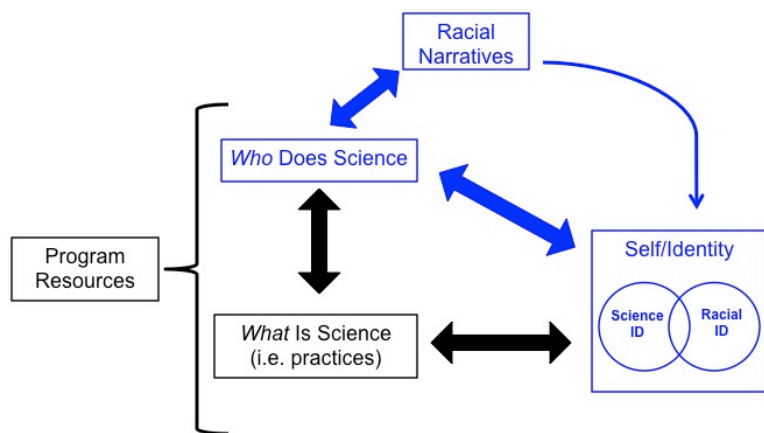 Racial
Narratives
Who Does Science
Program
Resources
What Is Science
(i.e. practices)
Self/Identity
Science
ID
Racial
ID